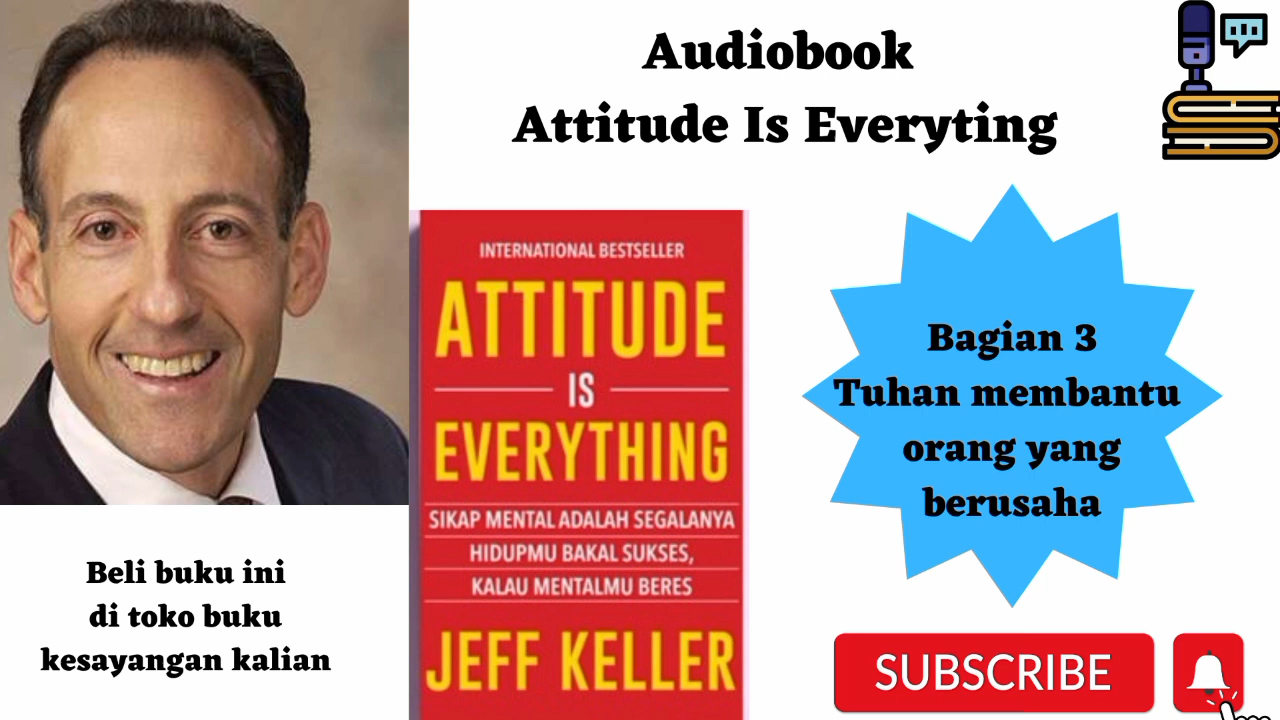 Audiobook
Attitude Is Everyting
INTERNATIONAL BESTSELLER
ATTITUDE
IS
EVERYTHING
SIKAP MENTAL ADALAH SEGALANYA
HIDUPMU BAKAL SUKSES,
KALAU MENTALMU BERES
JEFF KELLER
Bagian 3
Tuhan membantu
orang yang
berusaha
Beli buku ini
di toko buku
kesayangan kalian
SUBSCRIBE